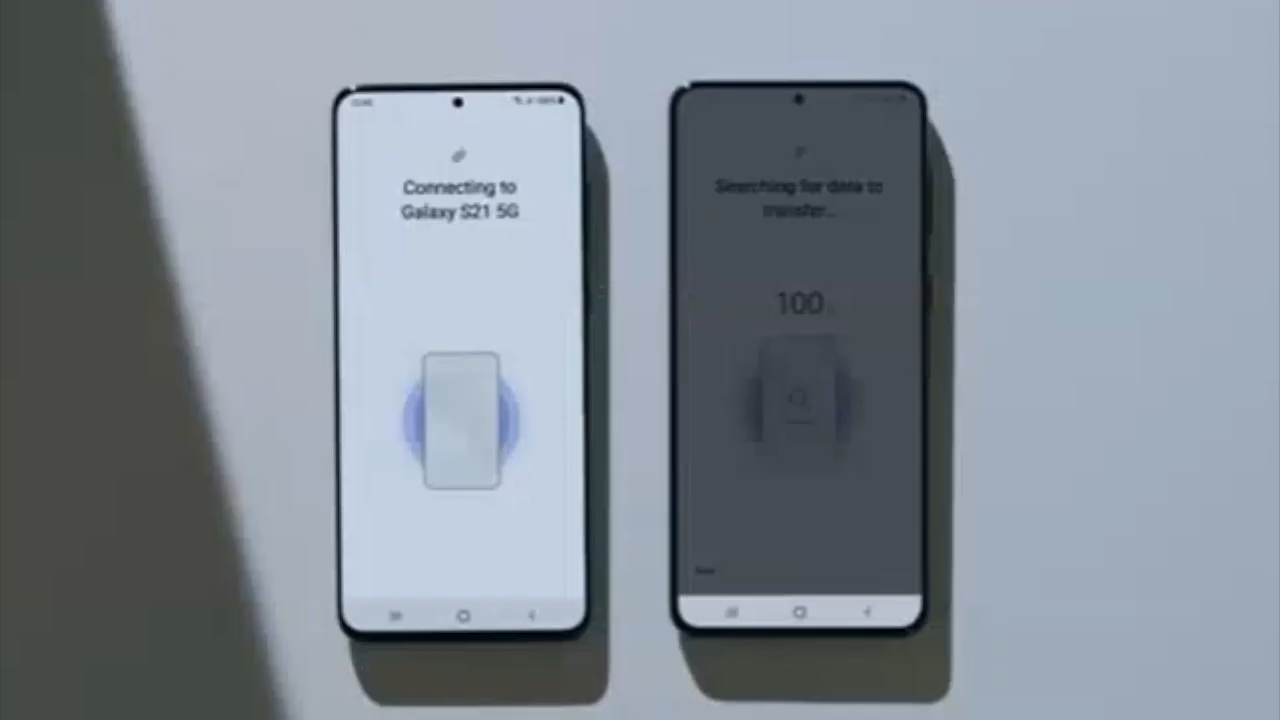 Connecting to
Galaxy S21 5G
Searching for data to
transfer...
100